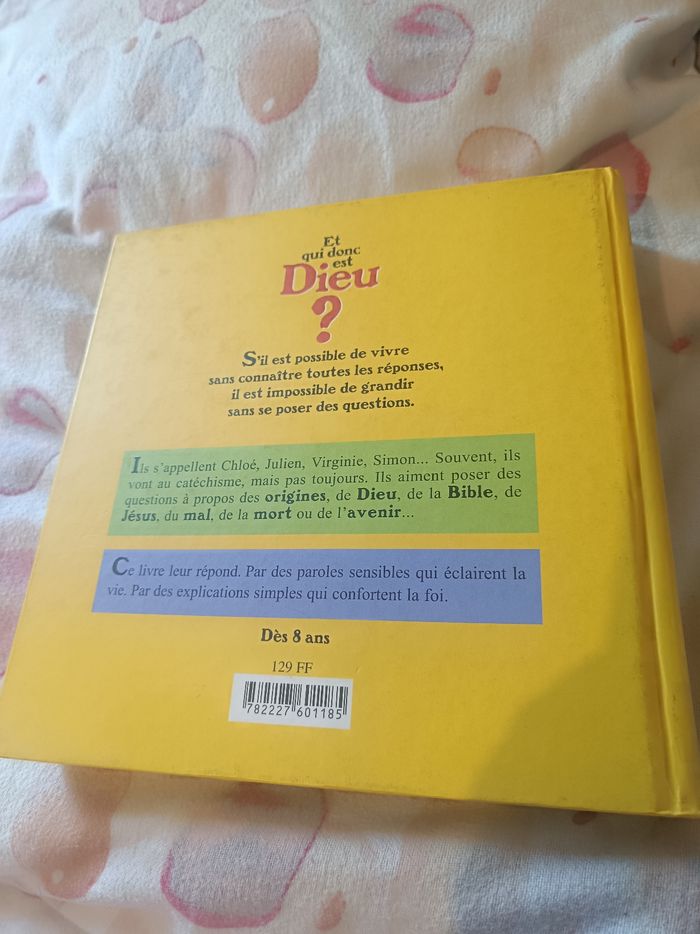 Et
qui donc
est
Dieu
?
S'il est possible de vivre
sans connaître toutes les réponses,
il est impossible de grandir
sans se poser des questions.
Ils s'appellent Chloé, Julien, Virginie, Simon... Souvent, ils
vont au catéchisme, mais pas toujours. Ils aiment poser des
questions à propos des origines, de Dieu, de la Bible, de
Jésus, du mal, de la mort ou de l'avenir...
Ce livre leur répond. Par des paroles sensibles qui éclairent la
vie. Par des explications simples qui confortent la foi.
Dès 8 ans
129 FF
782227 601185